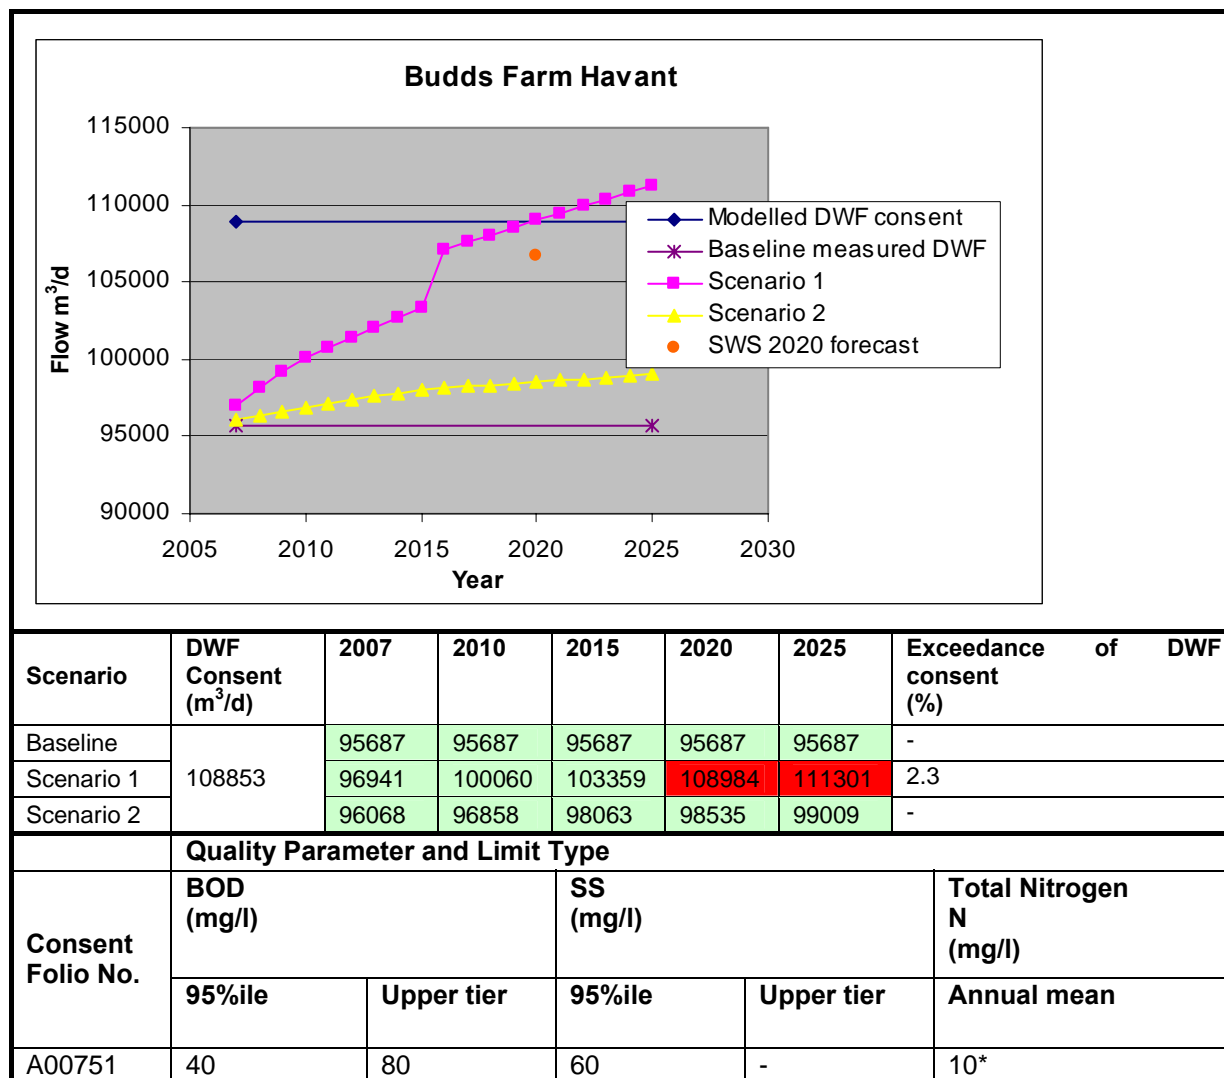 Budds Farm Havant
115000
110000
105000
100000
95000
90000
Flow m³/d
2005 2010 2015 2020 2025 2030
Year
Modelled DWF consent
Baseline measured DWF
Scenario 1
Scenario 2
SWS 2020 forecast
Scenario DWF Consent (m³/d) 2007 2010 2015 2020 2025 Exceedance of DWF consent (%)
Baseline 108853 95687 95687 95687 95687 95687 -
Scenario 1 96941 100060 103359 108984 111301 2.3
Scenario 2 96068 96858 98063 98535 99009 -
Quality Parameter and Limit Type
Consent Folio No.
BOD (mg/l) SS (mg/l) Total Nitrogen N (mg/l)
95%ile Upper tier 95%ile Upper tier Annual mean
A00751 40 80 60 - 10*